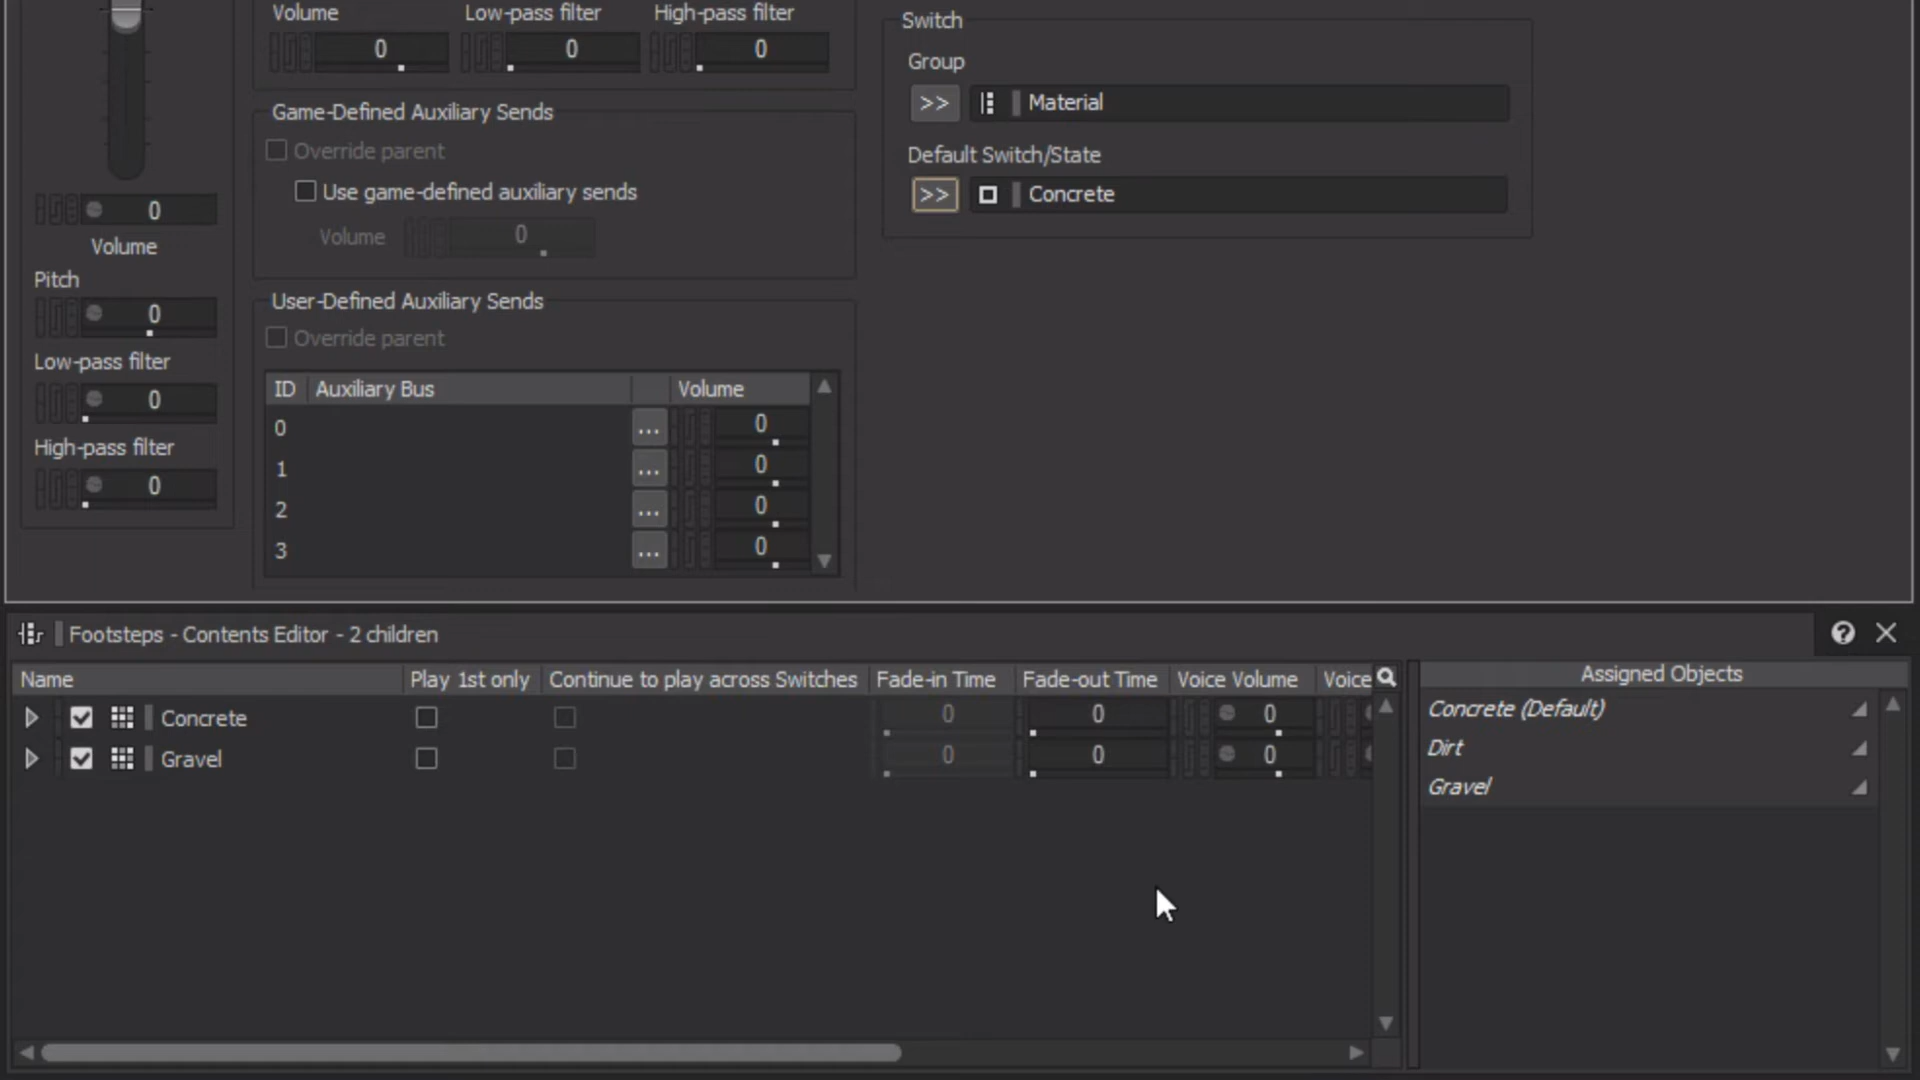 Volume Low-pass filter High-pass filter
0 0 0
Switch
Group
>> Material
Default Switch/State
>> Concrete
Game-Defined Auxiliary Sends
Override parent
Use game-defined auxiliary sends
Volume 0
0
Volume
Pitch
0
Low-pass filter
0
High-pass filter
0
User-Defined Auxiliary Sends
Override parent
ID Auxiliary Bus Volume
0 ... 0
1 ... 0
2 ... 0
3 ... 0
Footsteps - Contents Editor - 2 children
Name Play 1st only Continue to play across Switches Fade-in Time Fade-out Time Voice Volume Voice
Concrete 0 0 0
Gravel 0 0 0
Assigned Objects
Concrete (Default)
Dirt
Gravel